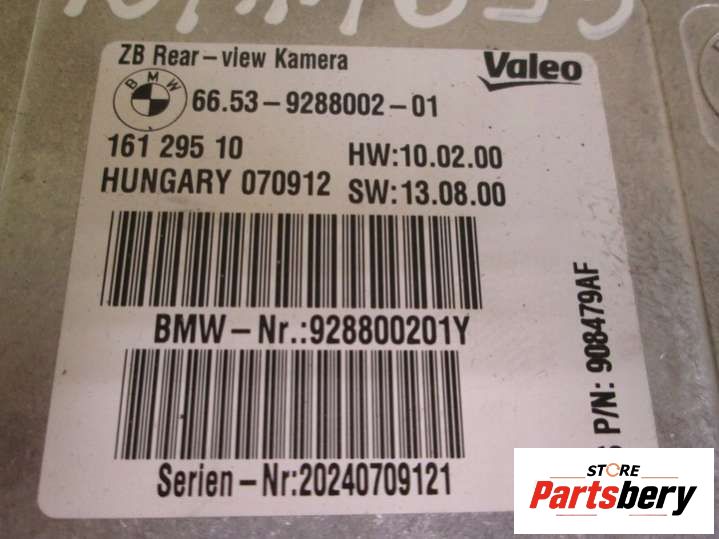 ZB Rear-view Kamera
Valeo
BMW
66.53-9288002-01
161 295 10
HW:10.02.00
HUNGARY 070912
SW:13.08.00
BMW-Nr.:928800201Y
Serien-Nr:20240709121
P/N: 908479AF
STORE
Partsbery